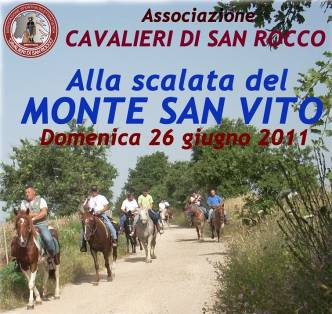 Associazione
CAVALIERI DI SAN ROCCO
Alla scalata del
MONTE SAN VITO
Domenica 26 giugno 2011